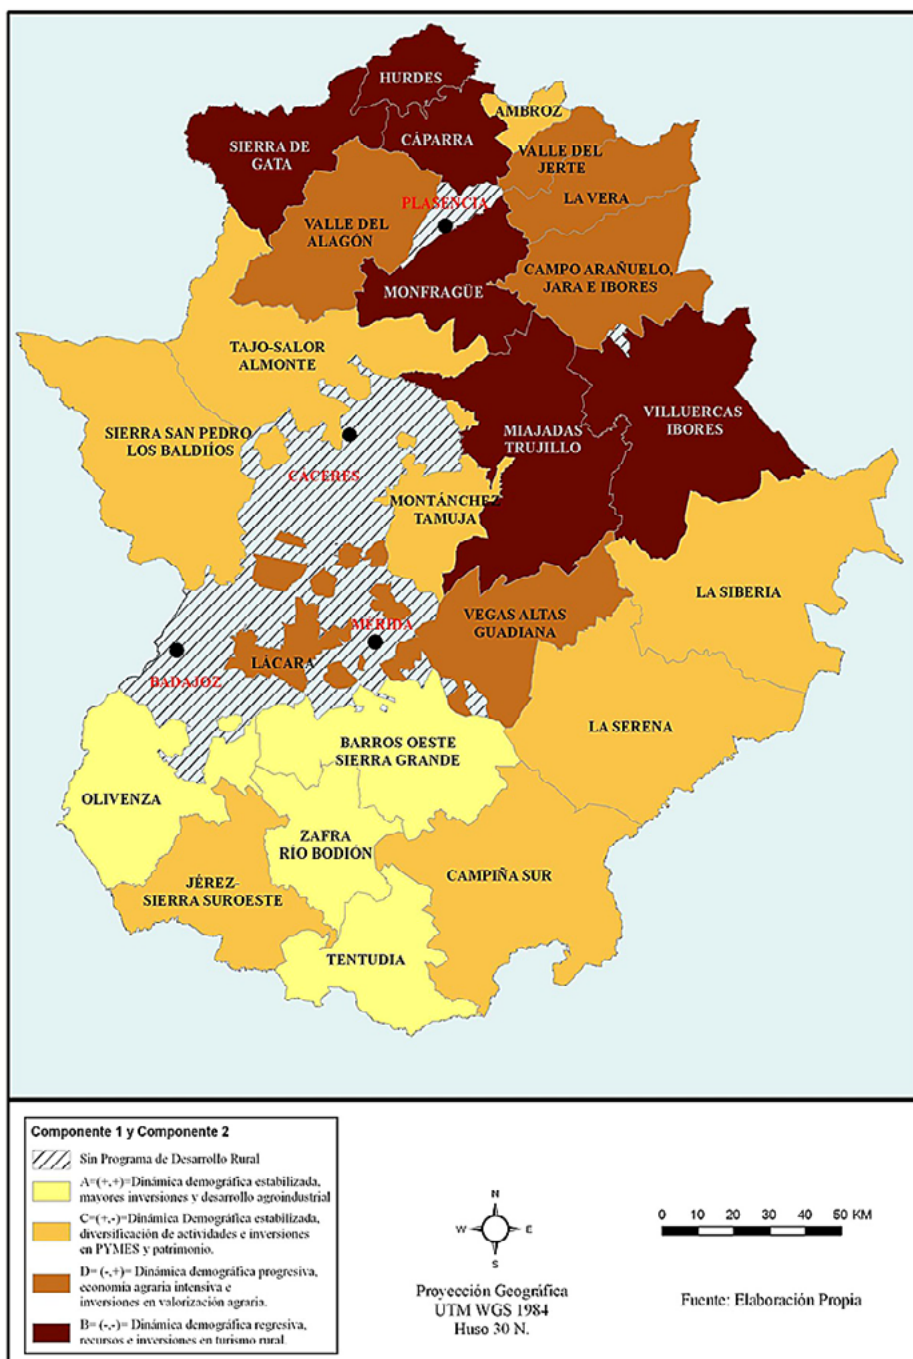 HURDES
AMBROZ
SIERRA DE
GATA
CÁPARRA
VALLE DEL
JERTE
LA VERA
PLASENCIA
VALLE DEL
ALAGÓN
CAMPO ARAÑUELO,
JARA E IBORES
MONFRAGÜE
TAJO-SALOR
ALMONTE
SIERRA SAN PEDRO
LOS BALDIÍOS
MIAJADAS
TRUJILLO
VILLUERCAS
IBORES
CÁCERES
MONTÁNCHEZ
TAMUJA
LA SIBERIA
VEGAS ALTAS
GUADIANA
MÉRIDA
LÁCARA
BADAJOZ
LA SERENA
BARROS OESTE
SIERRA GRANDE
OLIVENZA
ZAFRA
RÍO BODIÓN
JÉREZ-
SIERRA SUROESTE
CAMPIÑA SUR
TENTUDIA
Componente 1 y Componente 2
Sin Programa de Desarrollo Rural
A=(+,+)=Dinámica demográfica estabilizada,
mayores inversiones y desarrollo agroindustrial
C=(+,-)=Dinámica Demográfica estabilizada,
diversificación de actividades e inversiones
en PYMES y patrimonio.
D= (-,+)= Dinámica demográfica progresiva,
economía agraria intensiva e
inversiones en valorización agraria.
B= (-,-)= Dinámica demográfica regresiva,
recursos e inversiones en turismo rural.
N
W E
S
Proyección Geográfica
UTM WGS 1984
Huso 30 N.
0 10 20 30 40 50 KM
Fuente: Elaboración Propia